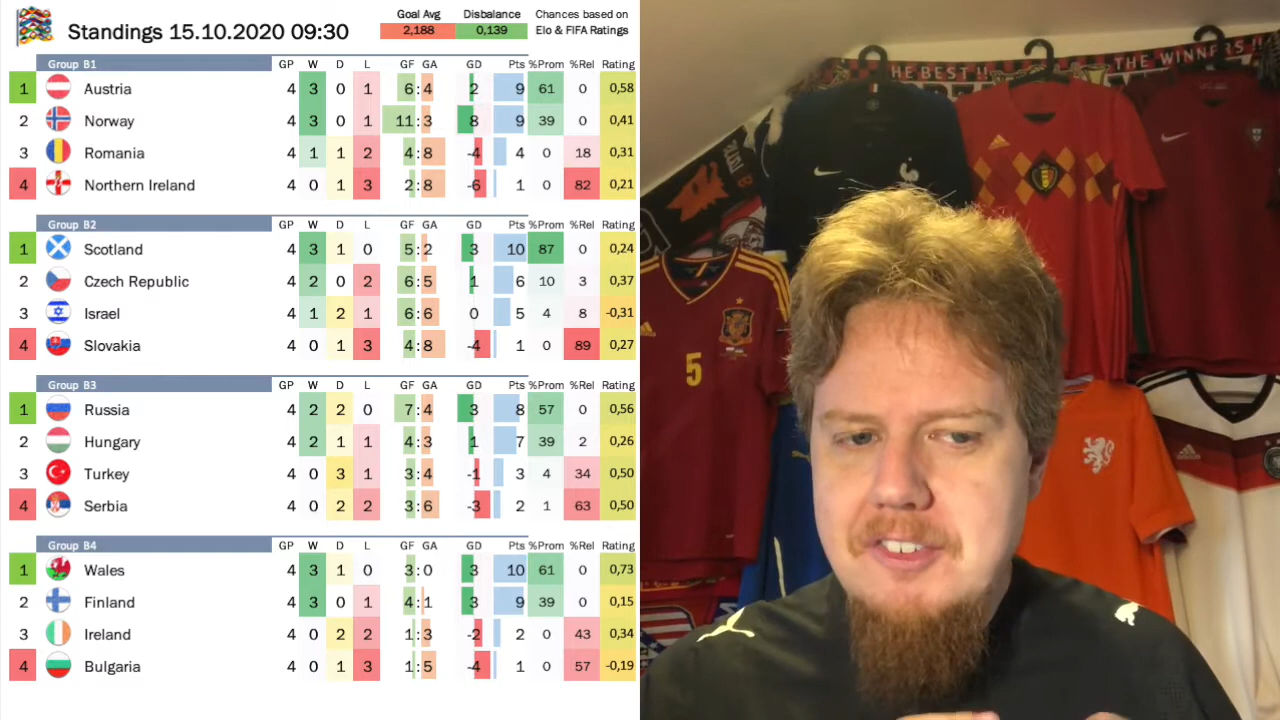 Standings 15.10.2020 09:30
Goal Avg Disbalance Chances based on
2,188 0,139 Elo & FIFA Ratings
Group B1 GP W D L GF GA GD Pts %Prom %Rel Rating
1 Austria 4 3 0 1 6:4 2 9 61 0 0,58
2 Norway 4 3 0 1 11:3 8 9 39 0 0,41
3 Romania 4 1 1 2 4:8 -4 4 0 18 0,31
4 Northern Ireland 4 0 1 3 2:8 -6 1 0 82 0,21
Group B2 GP W D L GF GA GD Pts %Prom %Rel Rating
1 Scotland 4 3 1 0 5:2 3 10 87 0 0,24
2 Czech Republic 4 2 0 2 6:5 1 6 10 3 0,37
3 Israel 4 1 2 1 6:6 0 5 4 8 -0,31
4 Slovakia 4 0 1 3 4:8 -4 1 0 89 0,27
Group B3 GP W D L GF GA GD Pts %Prom %Rel Rating
1 Russia 4 2 2 0 7:4 3 8 57 0 0,56
2 Hungary 4 2 1 1 4:3 1 7 39 2 0,26
3 Turkey 4 0 3 1 3:4 -1 3 4 34 0,50
4 Serbia 4 0 2 2 3:6 -3 2 1 63 0,50
Group B4 GP W D L GF GA GD Pts %Prom %Rel Rating
1 Wales 4 3 1 0 3:0 3 10 61 0 0,73
2 Finland 4 3 0 1 4:1 3 9 39 0 0,15
3 Ireland 4 0 2 2 1:3 -2 2 0 43 0,34
4 Bulgaria 4 0 1 3 1:5 -4 1 0 57 -0,19
THE BEST !! THE WINNERS
5